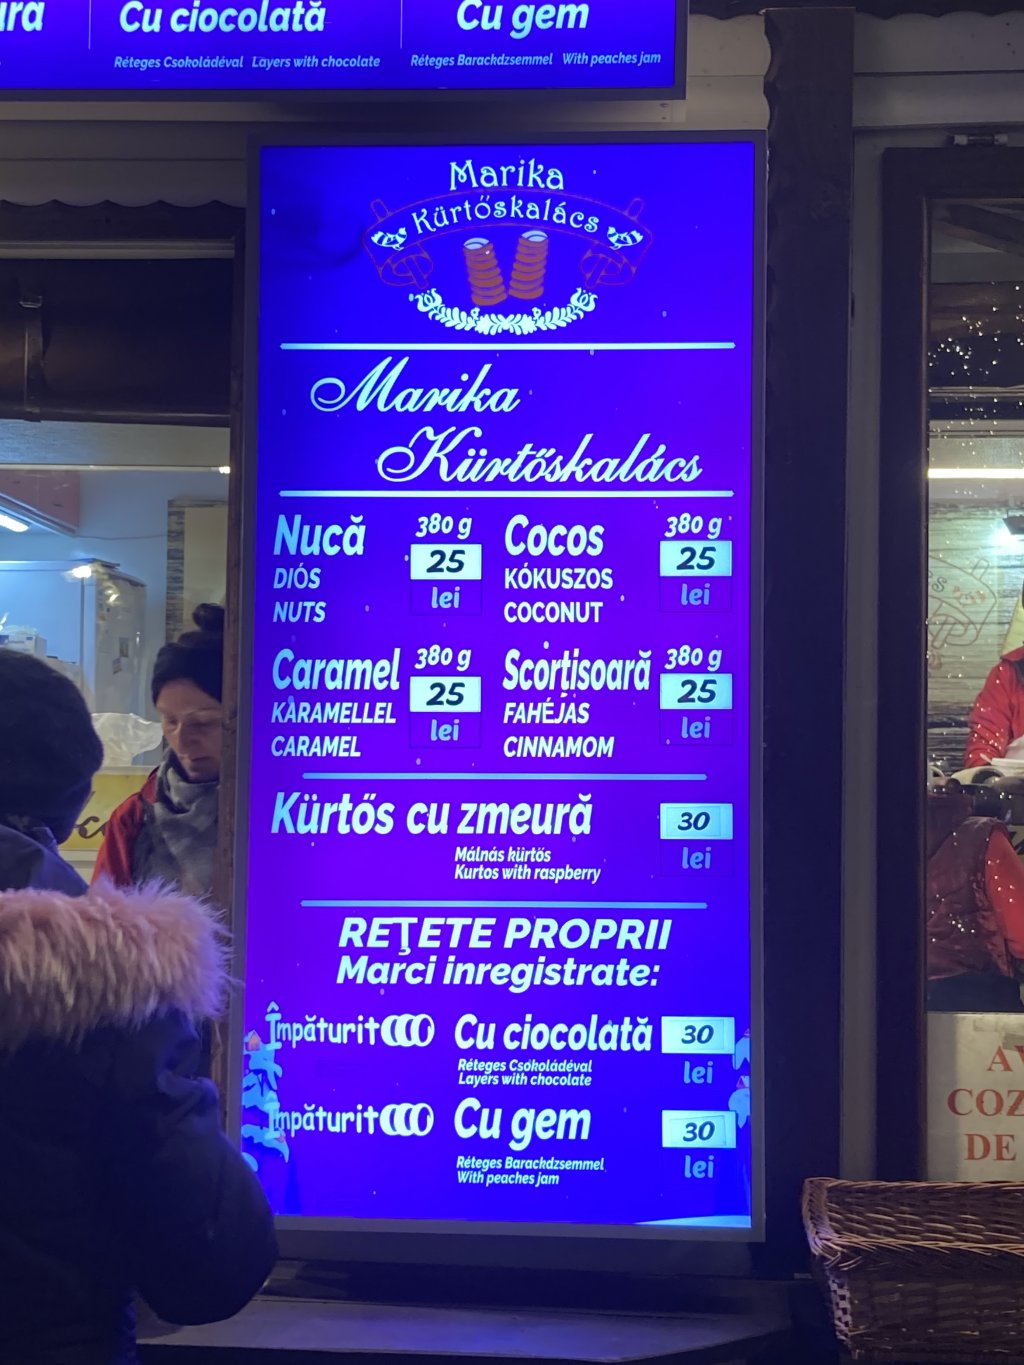 Cu ciocolată
Réteges Csokoládéval Layers with chocolate
Cu gem
Réteges Barackdzsemmel With peaches jam
Marika
Kürtőskalács
Marika
Kürtőskalács
Nucă 380 g
DIÓS 25
NUTS lei
Cocos 380 g
KÓKUSZOS 25
COCONUT lei
Caramel 380 g
KARAMELLEL 25
CARAMEL lei
Scorțisoară 380 g
FAHÉJAS 25
CINNAMOM lei
Kürtős cu zmeură 30
Málnás kürtős lei
Kurtos with raspberry
REŢETE PROPRII
Marci inregistrate:
Împăturit Cu ciocolată 30
Réteges Csokoládéval lei
Layers with chocolate
Împăturit Cu gem 30
Réteges Barackdzsemmel lei
With peaches jam
DE